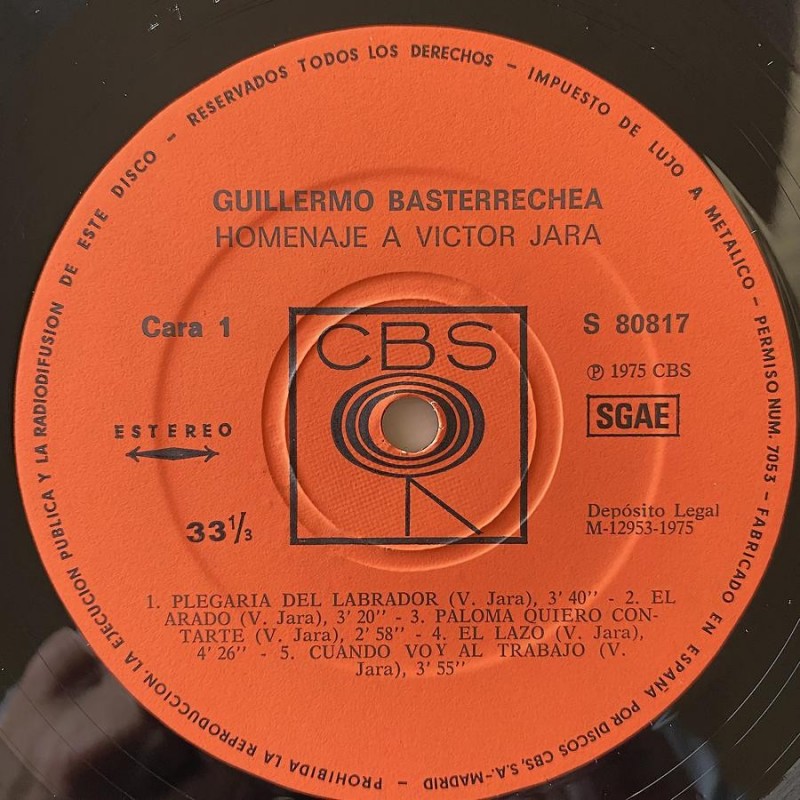 RESERVADOS TODOS LOS DERECHOS - IMPUESTO DE LUJO A METALICO - PERMISO NUM. 7053 - FABRICADO EN ESPAÑA POR DISCOS CBS, S.A.-MADRID - PROHIBIDA LA REPRODUCCION, LA EJECUCION PUBLICA Y LA RADIODIFUSION DE ESTE DISCO -
GUILLERMO BASTERRECHEA
HOMENAJE A VICTOR JARA
Cara 1
S 80817
CBS
℗ 1975 CBS
SGAE
ESTEREO
33 1/3
Depósito Legal
M-12953-1975
1. PLEGARIA DEL LABRADOR (V. Jara), 3' 40'' - 2. EL
ARADO (V. Jara), 3' 20'' - 3. PALOMA QUIERO CON-
TARTE (V. Jara), 2' 58'' - 4. EL LAZO (V. Jara),
4' 26'' - 5. CUANDO VOY AL TRABAJO (V.
Jara), 3' 55''